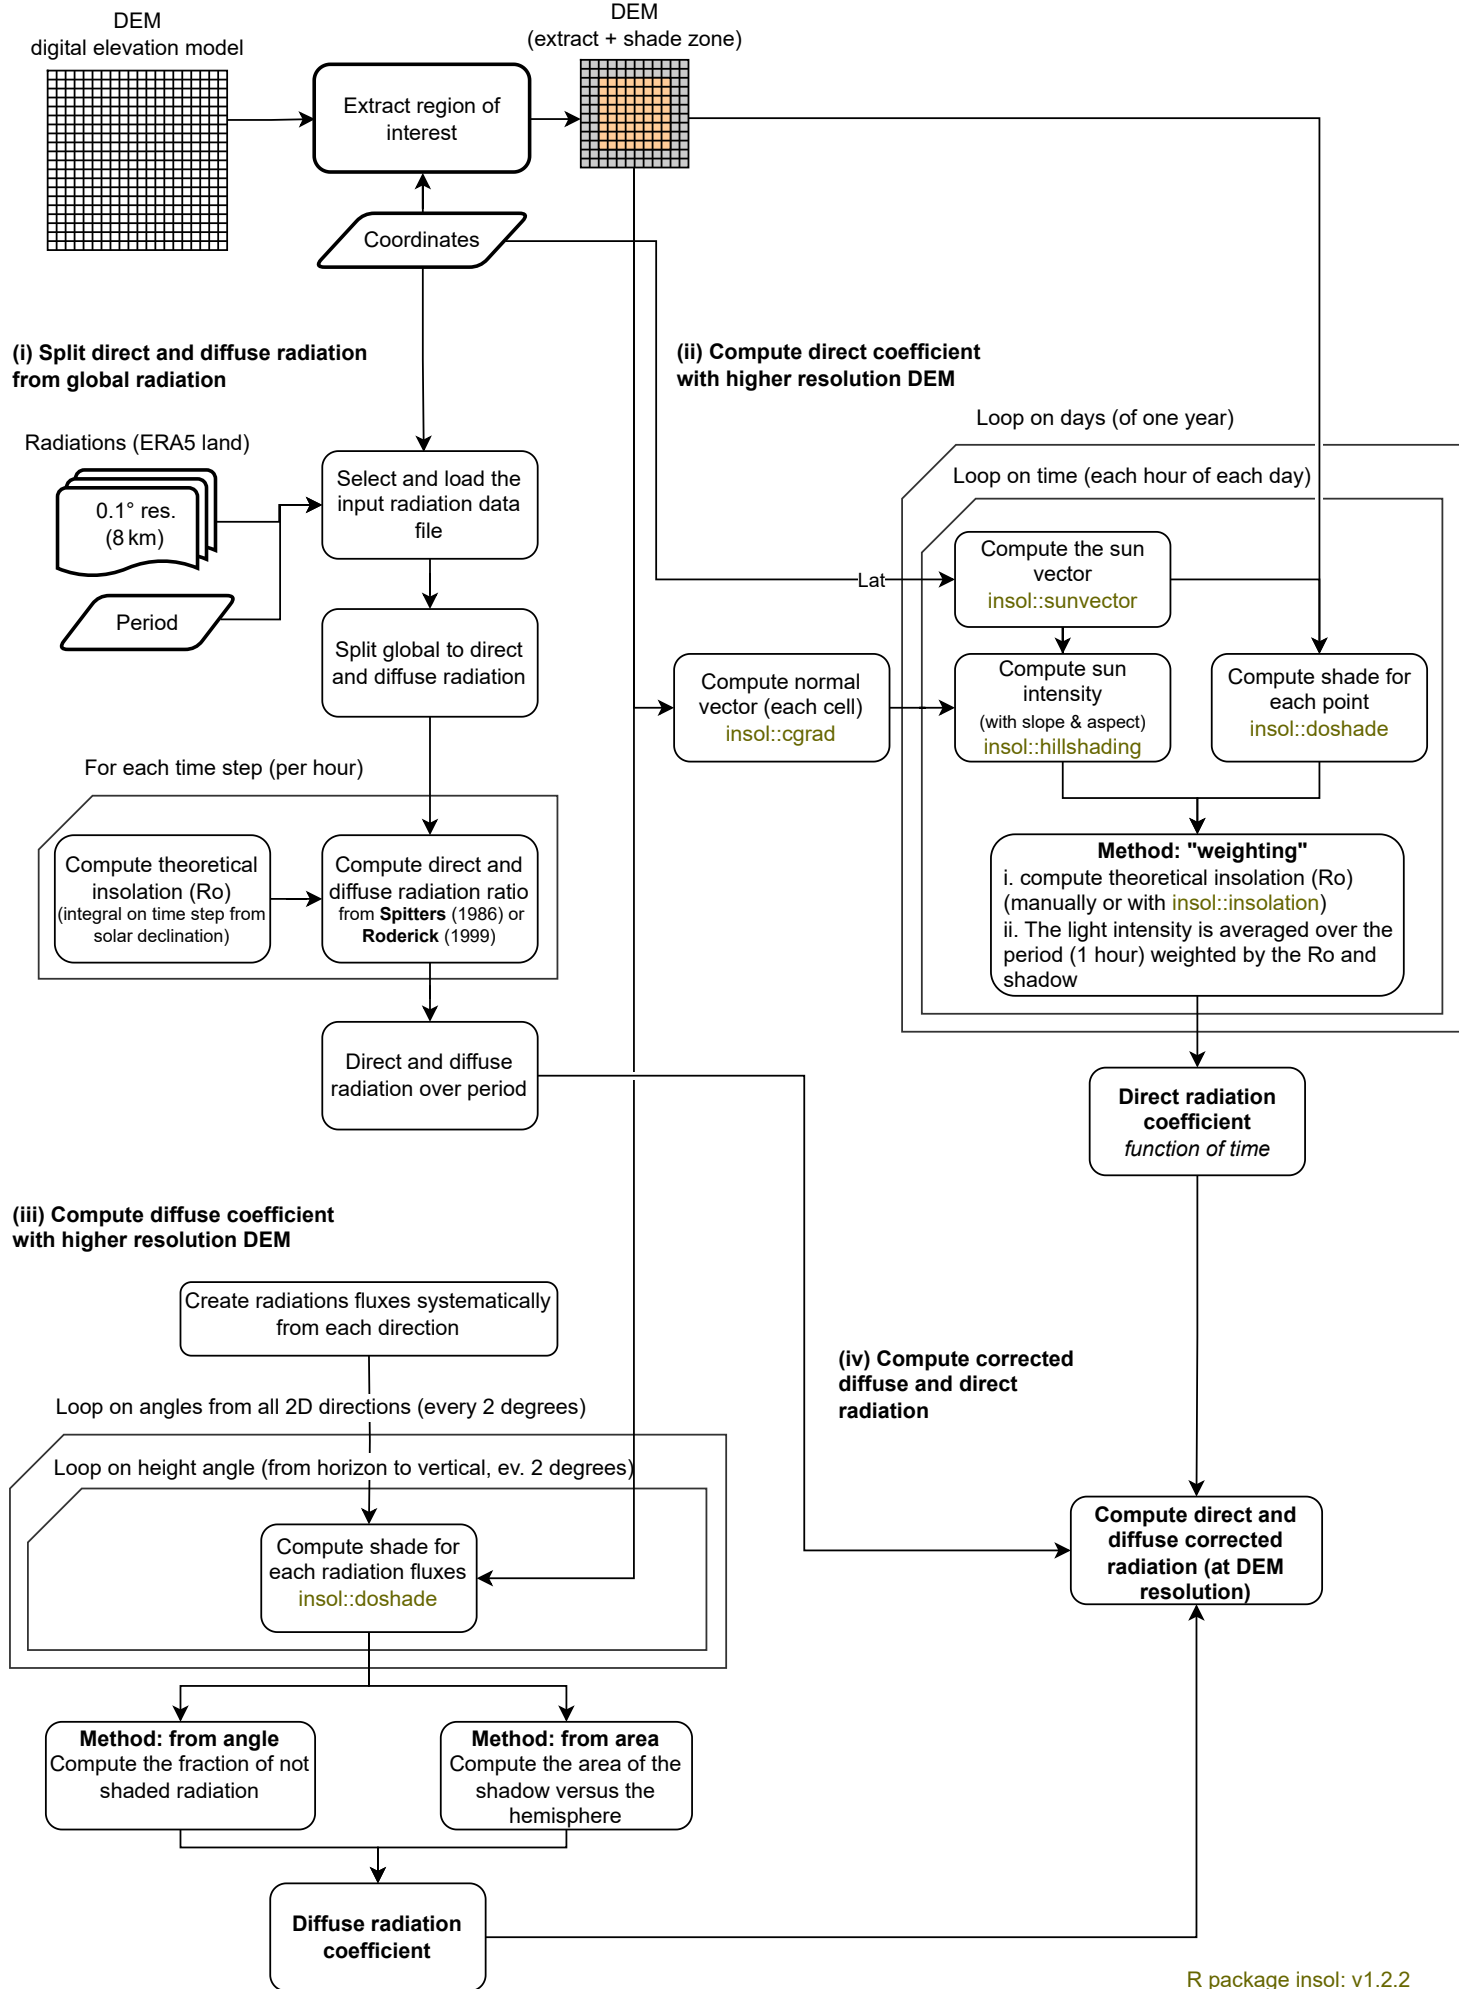 DEM
digital elevation model
DEM
(extract + shade zone)
Extract region of
interest
Coordinates
(i) Split direct and diffuse radiation
from global radiation
Radiations (ERA5 land)
0.1° res.
(8 km)
Period
Select and load the
input radiation data
file
Split global to direct
and diffuse radiation
For each time step (per hour)
Compute theoretical
insolation (Ro)
(integral on time step from
solar declination)
Compute direct and
diffuse radiation ratio
from Spitters (1986) or
Roderick (1999)
Direct and diffuse
radiation over period
(ii) Compute direct coefficient
with higher resolution DEM
Loop on days (of one year)
Loop on time (each hour of each day)
Lat
Compute the sun
vector
insol::sunvector
Compute normal
vector (each cell)
insol::cgrad
Compute sun
intensity
(with slope & aspect)
insol::hillshading
Compute shade for
each point
insol::doshade
Method: "weighting"
i. compute theoretical insolation (Ro)
(manually or with insol::insolation)
ii. The light intensity is averaged over the
period (1 hour) weighted by the Ro and
shadow
Direct radiation
coefficient
function of time
(iii) Compute diffuse coefficient
with higher resolution DEM
Create radiations fluxes systematically
from each direction
Loop on angles from all 2D directions (every 2 degrees)
Loop on height angle (from horizon to vertical, ev. 2 degrees)
Compute shade for
each radiation fluxes
insol::doshade
Method: from angle
Compute the fraction of not
shaded radiation
Method: from area
Compute the area of the
shadow versus the
hemisphere
Diffuse radiation
coefficient
(iv) Compute corrected
diffuse and direct
radiation
Compute direct and
diffuse corrected
radiation (at DEM
resolution)
R package insol: v1.2.2